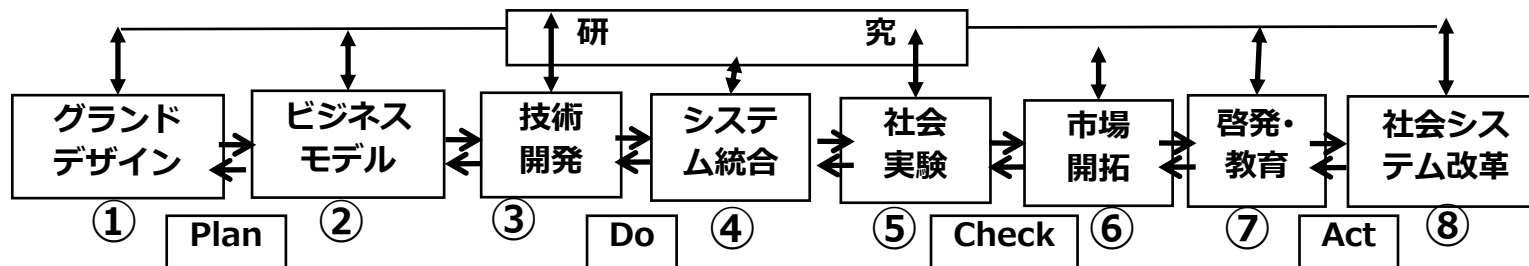 研 究
グランド
デザイン
ビジネス
モデル
技術
開発
システ
ム統合
社会
実験
市場
開拓
啓発・
教育
社会シス
テム改革
①
②
③
④
⑤
⑥
⑦
⑧
Plan
Do
Check
Act